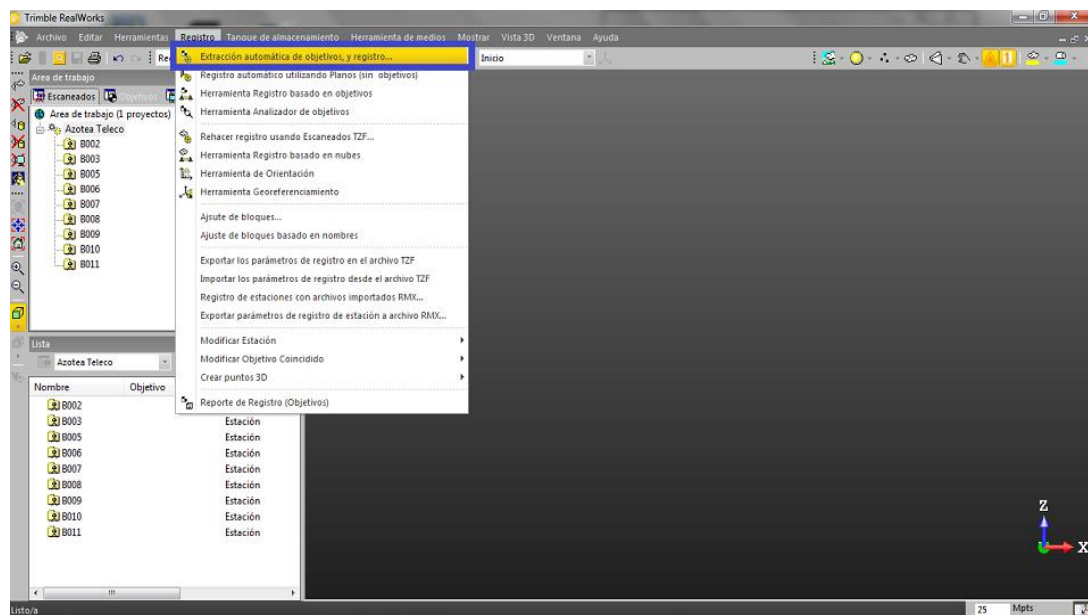 Trimble RealWorks
Archivo Editar Herramientas Registro Tanque de almacenamiento Herramienta de medios Mostrar Vista 3D Ventana Ayuda
Extracción automática de objetivos, y registro...
Inicio
Area de trabajo
Registro automático utilizando Planos (sin objetivos)
Escaneados Objetivos
Herramienta Registro basado en objetivos
Area de trabajo (1 proyectos)
Herramienta Analizador de objetivos
Azotea Teleco
B002
B003
B005
B006
B007
B008
B009
B010
B011
Rehacer registro usando Escaneados TZF...
Herramienta Registro basado en nubes
Herramienta de Orientación
Herramienta Georeferenciamiento
Ajsute de bloques...
Ajuste de bloques basado en nombres
Exportar los parámetros de registro en el archivo TZF
Importar los parámetros de registro desde el archivo TZF
Registro de estaciones con archivos importados RMX...
Exportar parámetros de registro de estación a archivo RMX...
Modificar Estación
Modificar Objetivo Coincidido
Crear puntos 3D
Reporte de Registro (Objetivos)
Lista
Azotea Teleco
Nombre Objetivo
B002
B003 Estación
B005 Estación
B006 Estación
B007 Estación
B008 Estación
B009 Estación
B010 Estación
B011 Estación
Z
X
Listo/a
25 Mpts